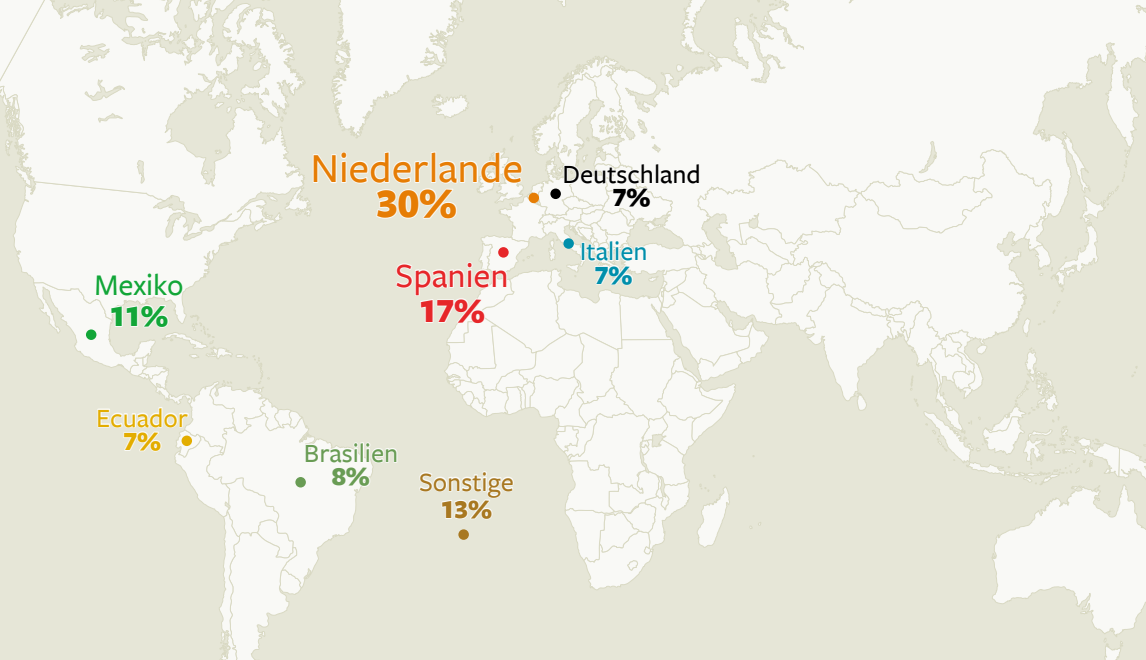 Niederlande
30%
Deutschland
7%
Italien
7%
Spanien
17%
Mexiko
11%
Ecuador
7%
Brasilien
8%
Sonstige
13%